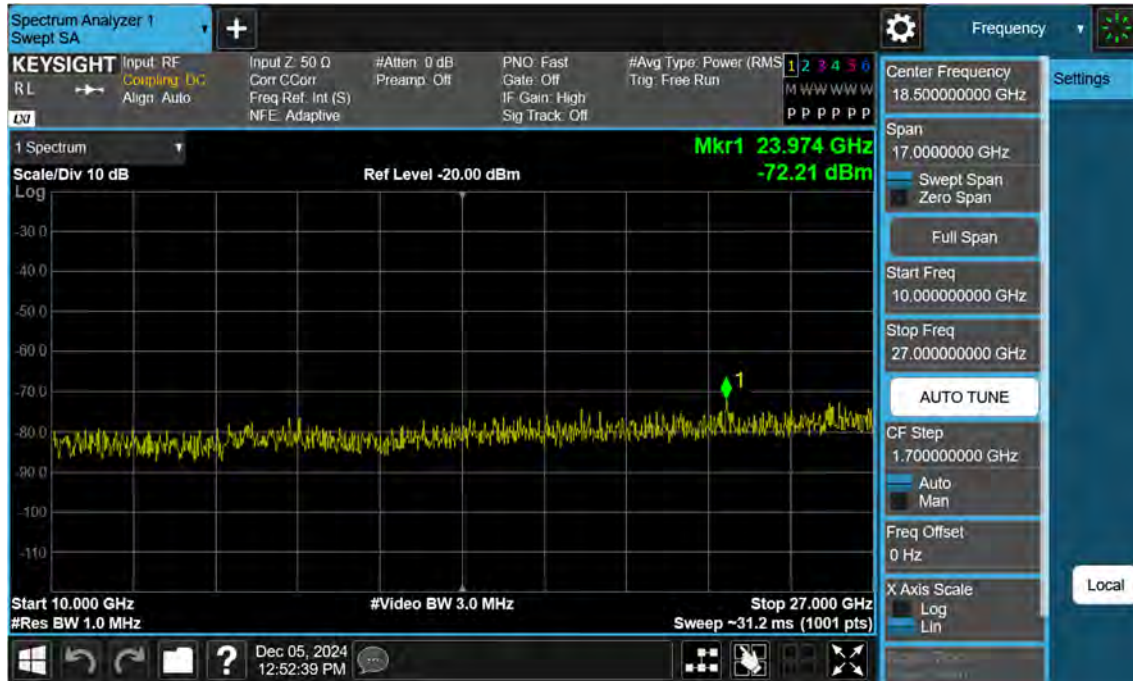 Spectrum Analyzer 1
Swept SA
Frequency
KEYSIGHT
RL
LXI
Input: RF
Coupling: DC
Align: Auto
Input Z: 50 Ω
Corr CCorr
Freq Ref: Int (S)
NFE: Adaptive
#Atten: 0 dB
Preamp: Off
PNO: Fast
Gate: Off
IF Gain: High
Sig Track: Off
#Avg Type: Power (RMS
Trig: Free Run
1 2 3 4 5 6
M W W W W W
P P P P P P
1 Spectrum
Mkr1 23.974 GHz
Scale/Div 10 dB
Ref Level -20.00 dBm
-72.21 dBm
Log
-30.0
-40.0
-50.0
-60.0
-70.0
-80.0
-90.0
-100
-110
1
Start 10.000 GHz
#Video BW 3.0 MHz
Stop 27.000 GHz
#Res BW 1.0 MHz
Sweep ~31.2 ms (1001 pts)
Dec 05, 2024
12:52:39 PM
Center Frequency
18.500000000 GHz
Settings
Span
17.0000000 GHz
Swept Span
Zero Span
Full Span
Start Freq
10.000000000 GHz
Stop Freq
27.000000000 GHz
AUTO TUNE
CF Step
1.700000000 GHz
Auto
Man
Freq Offset
0 Hz
X Axis Scale
Log
Lin
Local